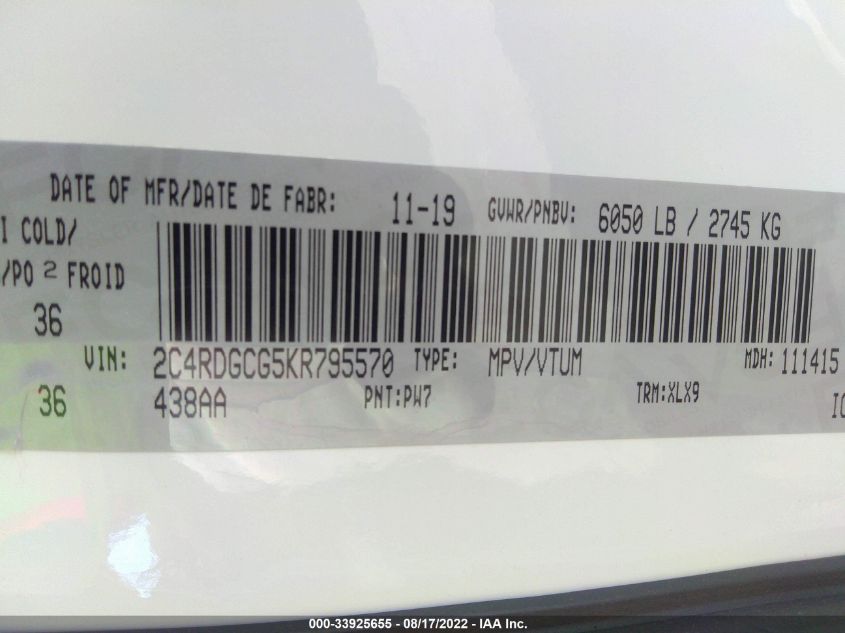 DATE OF MFR/DATE DE FABR: 11-19 GVWR/PNBV: 6050 LB / 2745 KG
I COLD/
/PO 2 FROID
36
VIN: 2C4RDGCG5KR795570 TYPE: MPV/VTUM MDH: 111415
36 438AA PNT:PW7 TRM:XLX9
000-33925655 - 08/17/2022 - IAA Inc.